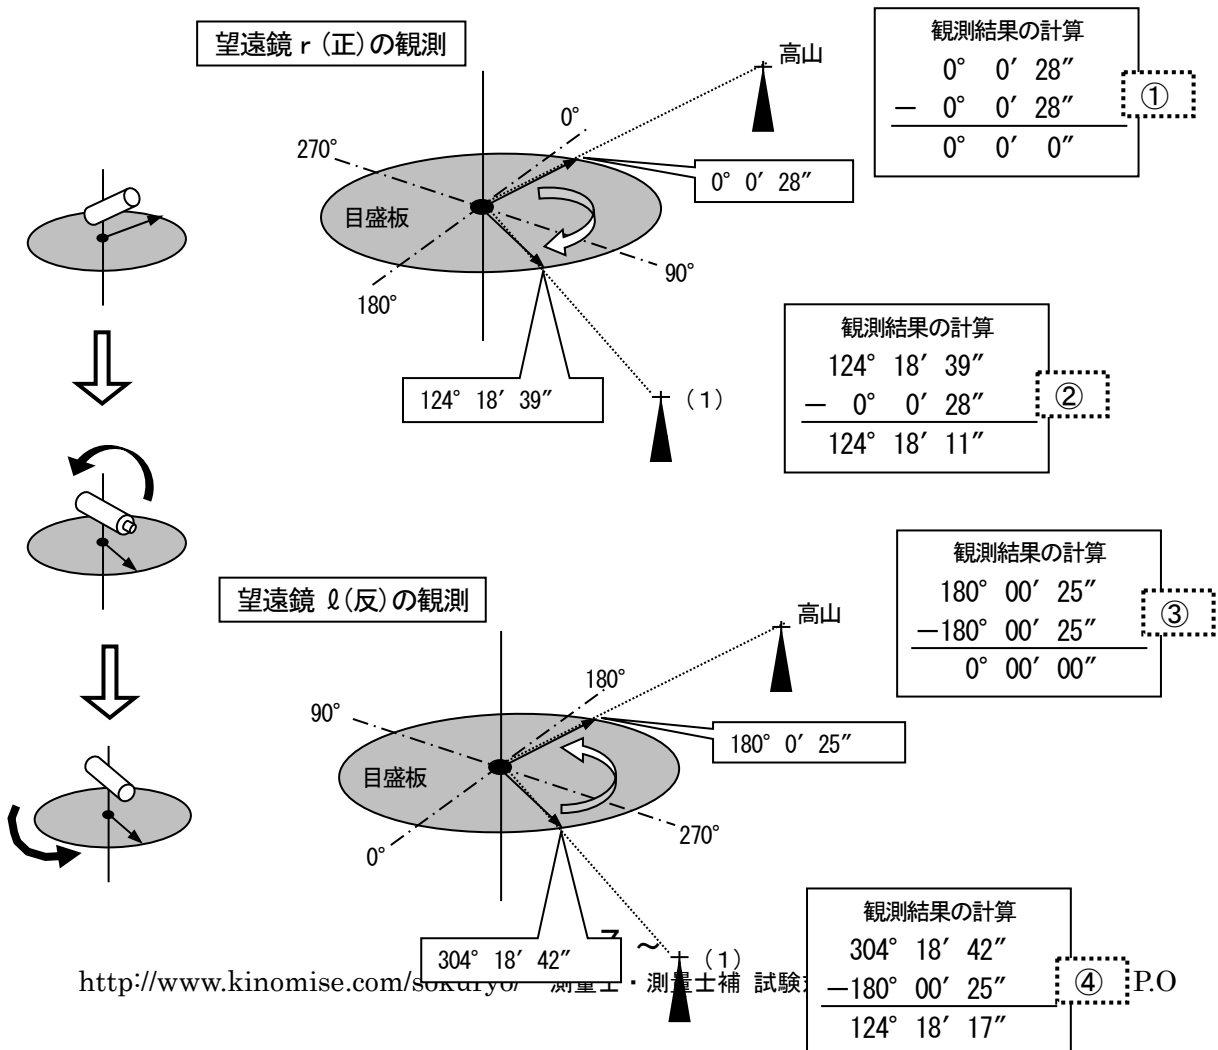 望遠鏡 r（正）の観測
高山
0°
270°
0° 0′ 28″
目盛板
90°
180°
124° 18′ 39″
（1）
観測結果の計算
0° 0′ 28″
－ 0° 0′ 28″
0° 0′ 0″
①
観測結果の計算
124° 18′ 39″
－ 0° 0′ 28″
124° 18′ 11″
②
望遠鏡 ℓ（反）の観測
高山
180°
90°
180° 0′ 25″
目盛板
270°
0°
304° 18′ 42″
（1）
観測結果の計算
180° 00′ 25″
－180° 00′ 25″
0° 00′ 00″
③
観測結果の計算
304° 18′ 42″
－180° 00′ 25″
124° 18′ 17″
④
～
http://www.kinomise.com/sokuryo/ 測量士・測量士補 試験 P.O